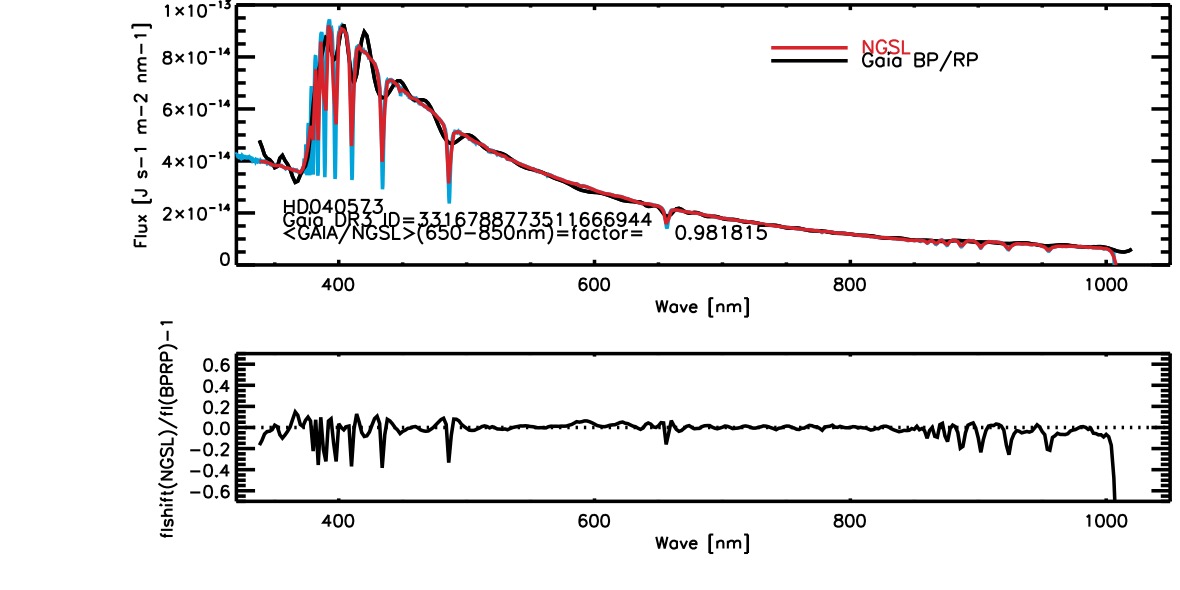 1×10−13
8×10−14
6×10−14
4×10−14
2×10−14
0
Flux [J s−1 m−2 nm−1]
NGSL
Gaia BP/RP
HD040573
Gaia DR3 ID=3316788773511666944
<GAIA/NGSL>(650−850nm)=factor= 0.981815
400 600 800 1000
Wave [nm]
flshift(NGSL)/fl(BPRP)−1
0.6
0.4
0.2
0.0
−0.2
−0.4
−0.6
400 600 800 1000
Wave [nm]